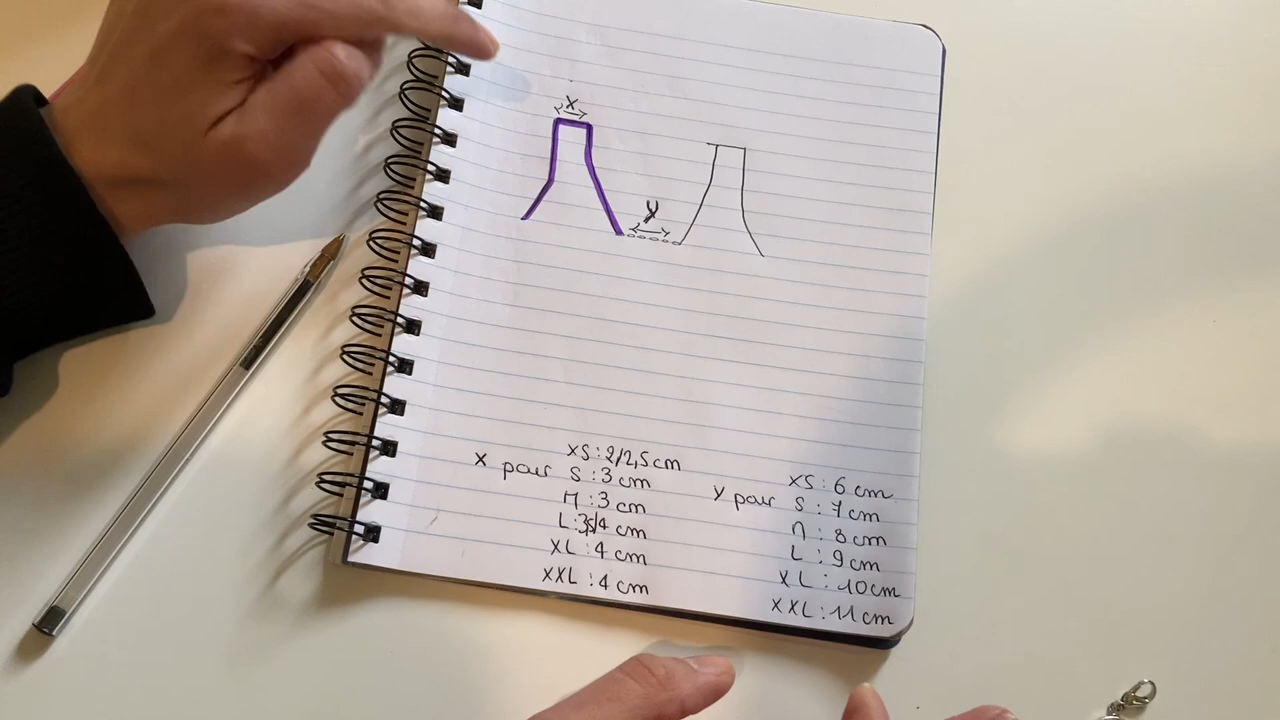 X
y
XS : 2/2,5 cm
X pour S : 3 cm
M : 3 cm
L : 3,5/4 cm
XL : 4 cm
XXL : 4 cm
XS : 6 cm
y pour S : 7 cm
M : 8 cm
L : 9 cm
XL : 10 cm
XXL : 11 cm